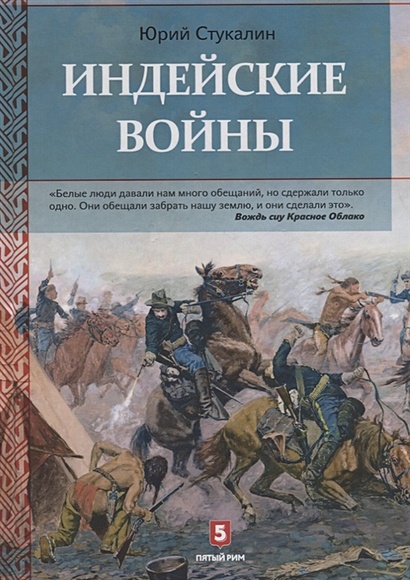 Юрий Стукалин
ИНДЕЙСКИЕ
ВОЙНЫ
«Белые люди давали нам много обещаний, но сдержали только
одно. Они обещали забрать нашу землю, и они сделали это».
Вождь сиу Красное Облако
5
ПЯТЫЙ РИМ